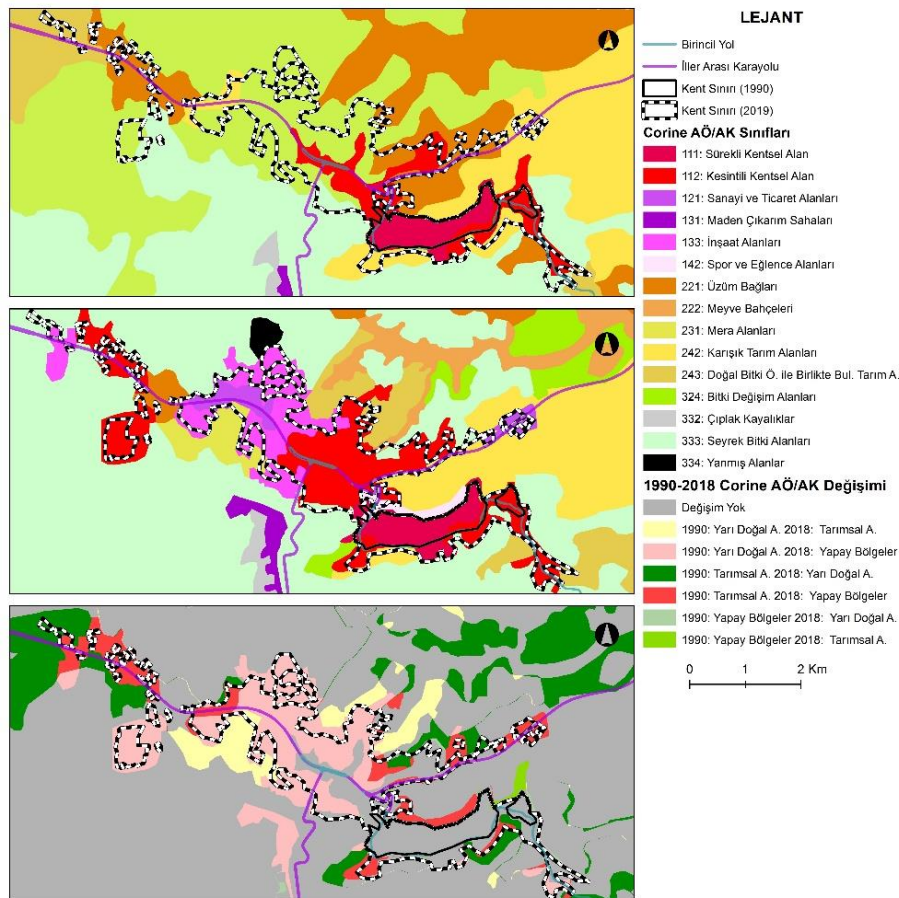 LEJANT
Birincil Yol
İller Arası Karayolu
Kent Sınırı (1990)
Kent Sınırı (2019)
Corine AÖ/AK Sınıfları
111: Sürekli Kentsel Alan
112: Kesintili Kentsel Alan
121: Sanayi ve Ticaret Alanları
131: Maden Çıkarım Sahaları
133: İnşaat Alanları
142: Spor ve Eğlence Alanları
221: Üzüm Bağları
222: Meyve Bahçeleri
231: Mera Alanları
242: Karışık Tarım Alanları
243: Doğal Bitki Ö. ile Birlikte Bul. Tarım A.
324: Bitki Değişim Alanları
332: Çıplak Kayalıklar
333: Seyrek Bitki Alanları
334: Yanmış Alanlar
1990-2018 Corine AÖ/AK Değişimi
Değişim Yok
1990: Yarı Doğal A. 2018: Tarımsal A.
1990: Yarı Doğal A. 2018: Yapay Bölgeler
1990: Tarımsal A. 2018: Yarı Doğal A.
1990: Tarımsal A. 2018: Yapay Bölgeler
1990: Yapay Bölgeler 2018: Yarı Doğal A.
1990: Yapay Bölgeler 2018: Tarımsal A.
0 1 2 Km